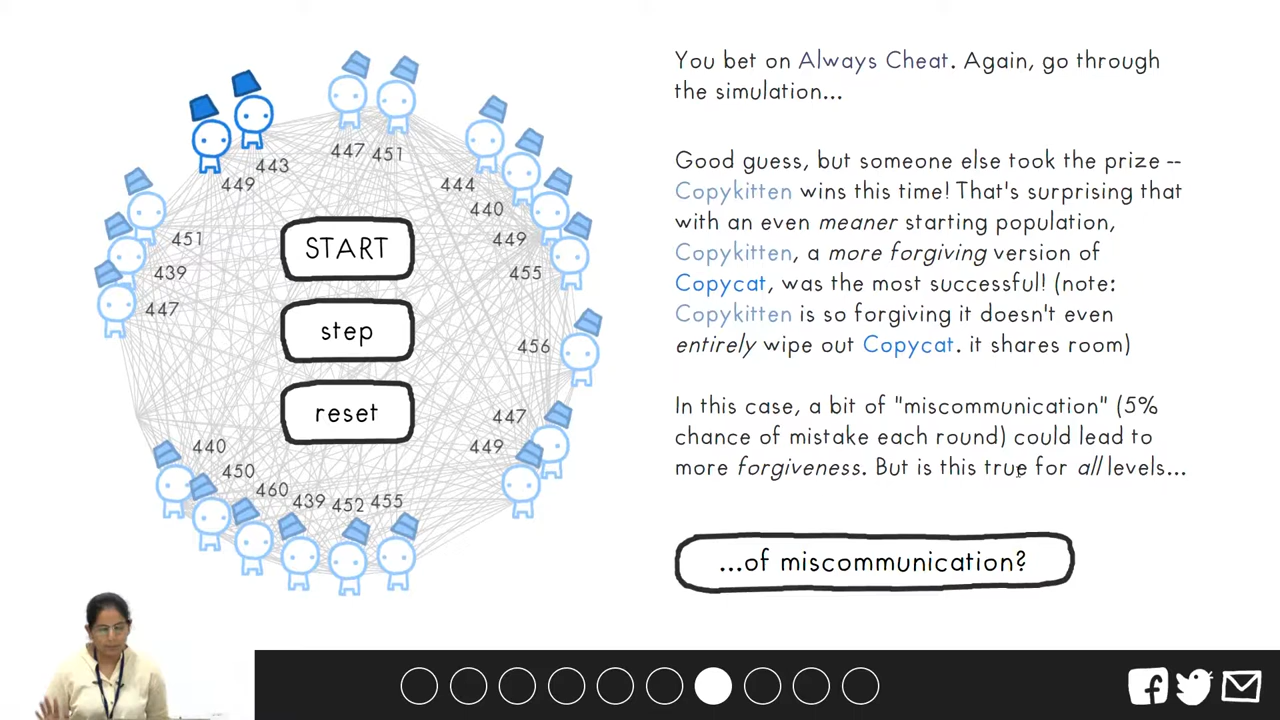 You bet on Always Cheat. Again, go through
the simulation...
Good guess, but someone else took the prize --
Copykitten wins this time! That's surprising that
with an even meaner starting population,
Copykitten, a more forgiving version of
Copycat, was the most successful! (note:
Copykitten is so forgiving it doesn't even
entirely wipe out Copycat. it shares room)
In this case, a bit of "miscommunication" (5%
chance of mistake each round) could lead to
more forgiveness. But is this true for all levels...
...of miscommunication?
START
step
reset
447
451
443
449
444
440
451
449
439
455
447
456
447
449
440
450
460
439
452
455